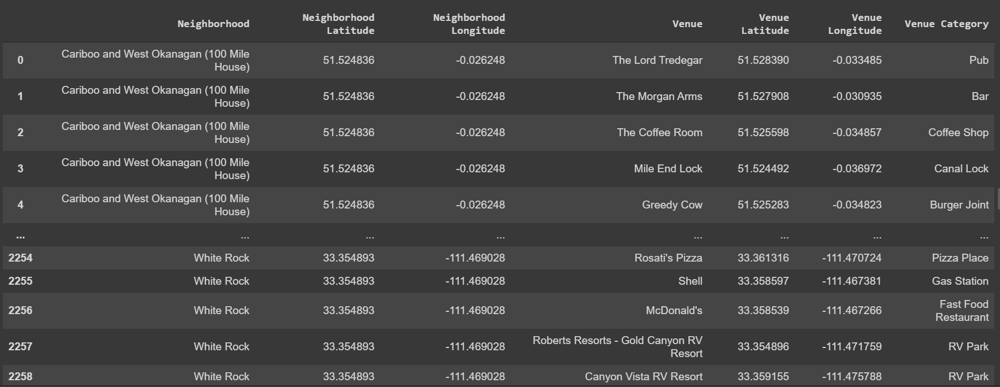 Neighborhood Neighborhood Latitude Neighborhood Longitude Venue Venue Latitude Venue Longitude Venue Category
0 Cariboo and West Okanagan (100 Mile House) 51.524836 -0.026248 The Lord Tredegar 51.528390 -0.033485 Pub
1 Cariboo and West Okanagan (100 Mile House) 51.524836 -0.026248 The Morgan Arms 51.527908 -0.030935 Bar
2 Cariboo and West Okanagan (100 Mile House) 51.524836 -0.026248 The Coffee Room 51.525598 -0.034857 Coffee Shop
3 Cariboo and West Okanagan (100 Mile House) 51.524836 -0.026248 Mile End Lock 51.524492 -0.036972 Canal Lock
4 Cariboo and West Okanagan (100 Mile House) 51.524836 -0.026248 Greedy Cow 51.525283 -0.034823 Burger Joint
... ... ... ... ... ... ... ...
2254 White Rock 33.354893 -111.469028 Rosati's Pizza 33.361316 -111.470724 Pizza Place
2255 White Rock 33.354893 -111.469028 Shell 33.358597 -111.467381 Gas Station
2256 White Rock 33.354893 -111.469028 McDonald's 33.358539 -111.467266 Fast Food Restaurant
2257 White Rock 33.354893 -111.469028 Roberts Resorts - Gold Canyon RV Resort 33.354896 -111.471759 RV Park
2258 White Rock 33.354893 -111.469028 Canyon Vista RV Resort 33.359155 -111.475788 RV Park